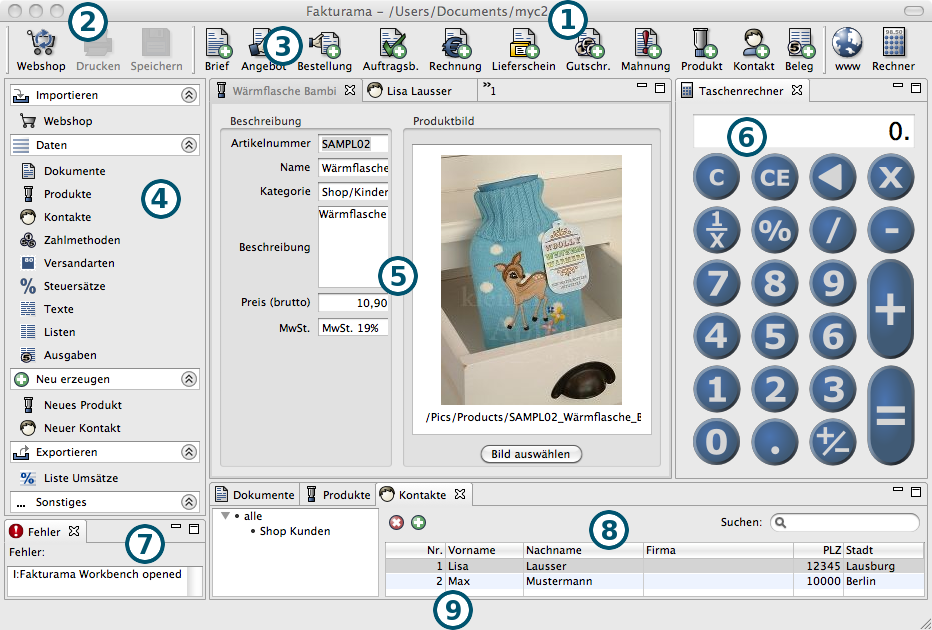 Fakturama – /Users/Documents/myc2
1
2
3
Webshop Drucken Speichern Brief Angebot Bestellung Auftragsb. Rechnung Lieferschein Gutschr. Mahnung Produkt Kontakt Beleg www Rechner
Importieren
Webshop
Daten
Dokumente
Produkte
Kontakte
Zahlmethoden
Versandarten
Steuersätze
Texte
Listen
Ausgaben
Neu erzeugen
Neues Produkt
Neuer Kontakt
Exportieren
Liste Umsätze
... Sonstiges
4
Fehler
7
Fehler:
I:Fakturama Workbench opened
Wärmflasche Bambi Lisa Lausser »1
Beschreibung
Artikelnummer SAMPL02
Name Wärmflasche
Kategorie Shop/Kinder
Beschreibung Wärmflasche
Preis (brutto) 10,90
MwSt. MwSt. 19%
5
Produktbild
WOOLLY
WARMERS
/Pics/Products/SAMPL02_Wärmflasche_B
Bild auswählen
Taschenrechner
6
0.
C CE X
1/x % / -
7 8 9 +
4 5 6
1 2 3 =
0 . +/-
Dokumente Produkte Kontakte
alle
Shop Kunden
8
Suchen:
Nr. Vorname Nachname Firma PLZ Stadt
1 Lisa Lausser 12345 Lausburg
2 Max Mustermann 10000 Berlin
9